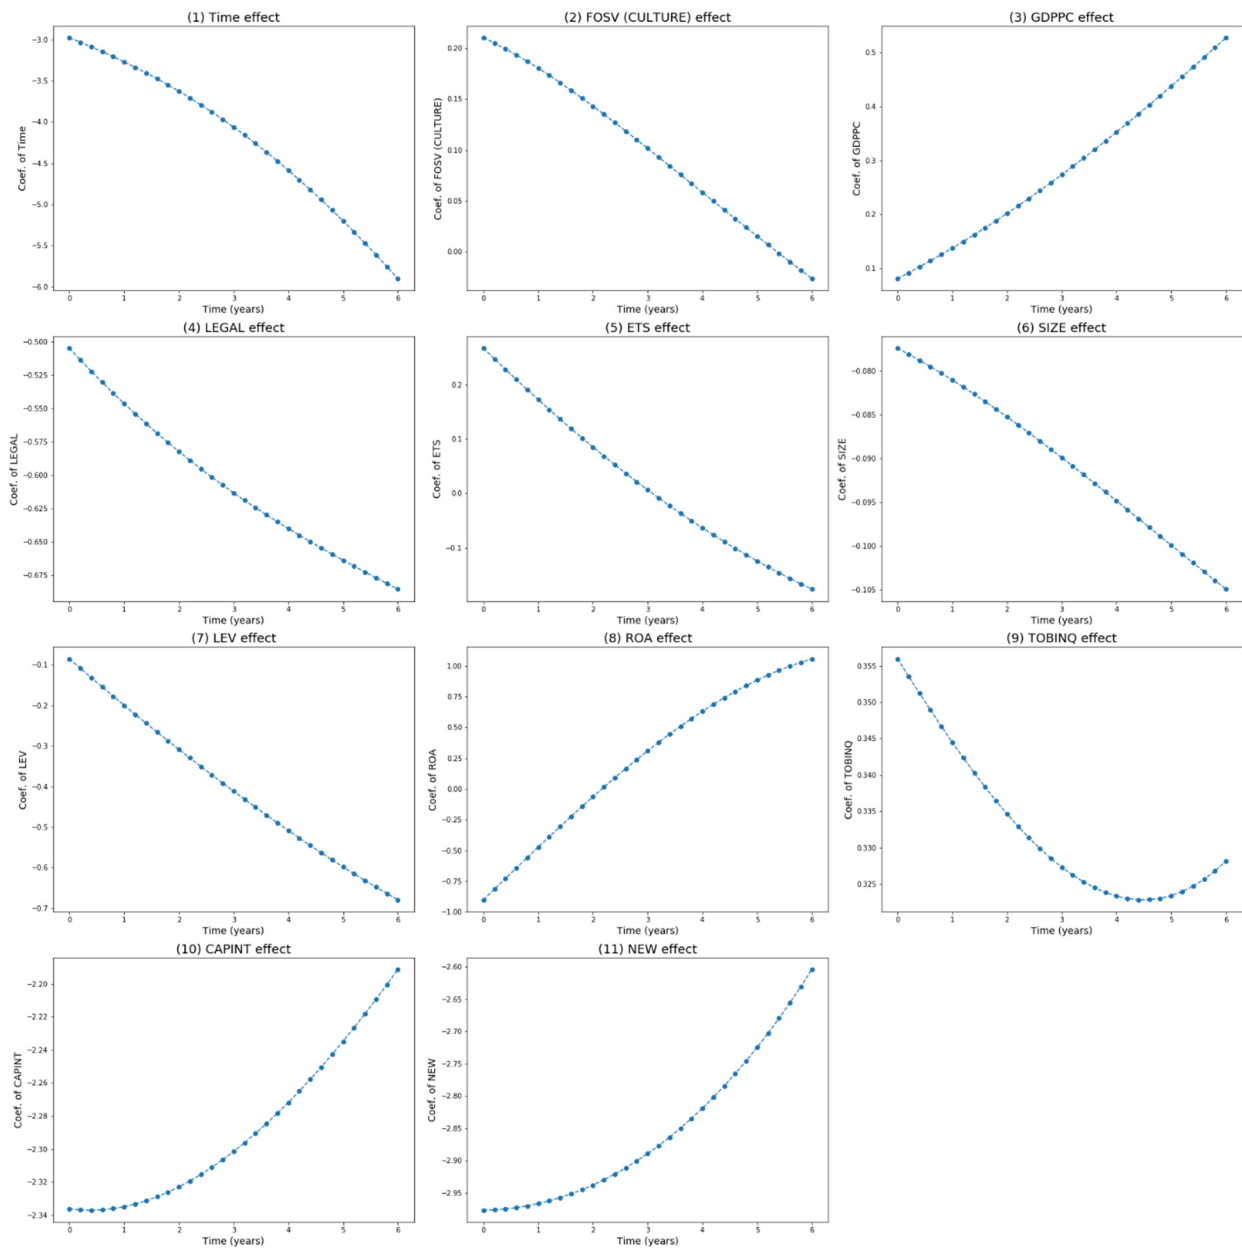 (1) Time effect
(2) FOSV (CULTURE) effect
(3) GDPPC effect
−3.0
−3.5
−4.0
−4.5
−5.0
−5.5
−6.0
Coef. of Time
0 1 2 3 4 5 6
Time (years)
0.20
0.15
0.10
0.05
0.00
Coef. of FOSV (CULTURE)
0 1 2 3 4 5 6
Time (years)
0.5
0.4
0.3
0.2
0.1
Coef. of GDPPC
0 1 2 3 4 5 6
Time (years)
(4) LEGAL effect
(5) ETS effect
(6) SIZE effect
−0.500
−0.525
−0.550
−0.575
−0.600
−0.625
−0.650
−0.675
Coef. of LEGAL
0 1 2 3 4 5 6
Time (years)
0.2
0.1
0.0
−0.1
Coef. of ETS
0 1 2 3 4 5 6
Time (years)
−0.080
−0.085
−0.090
−0.095
−0.100
−0.105
Coef. of SIZE
0 1 2 3 4 5 6
Time (years)
(7) LEV effect
(8) ROA effect
(9) TOBINQ effect
−0.1
−0.2
−0.3
−0.4
−0.5
−0.6
−0.7
Coef. of LEV
0 1 2 3 4 5 6
Time (years)
1.00
0.75
0.50
0.25
0.00
−0.25
−0.50
−0.75
−1.00
Coef. of ROA
0 1 2 3 4 5 6
Time (years)
0.355
0.350
0.345
0.340
0.335
0.330
0.325
Coef. of TOBINQ
0 1 2 3 4 5 6
Time (years)
(10) CAPINT effect
(11) NEW effect
−2.20
−2.22
−2.24
−2.26
−2.28
−2.30
−2.32
−2.34
Coef. of CAPINT
0 1 2 3 4 5 6
Time (years)
−2.60
−2.65
−2.70
−2.75
−2.80
−2.85
−2.90
−2.95
Coef. of NEW
0 1 2 3 4 5 6
Time (years)